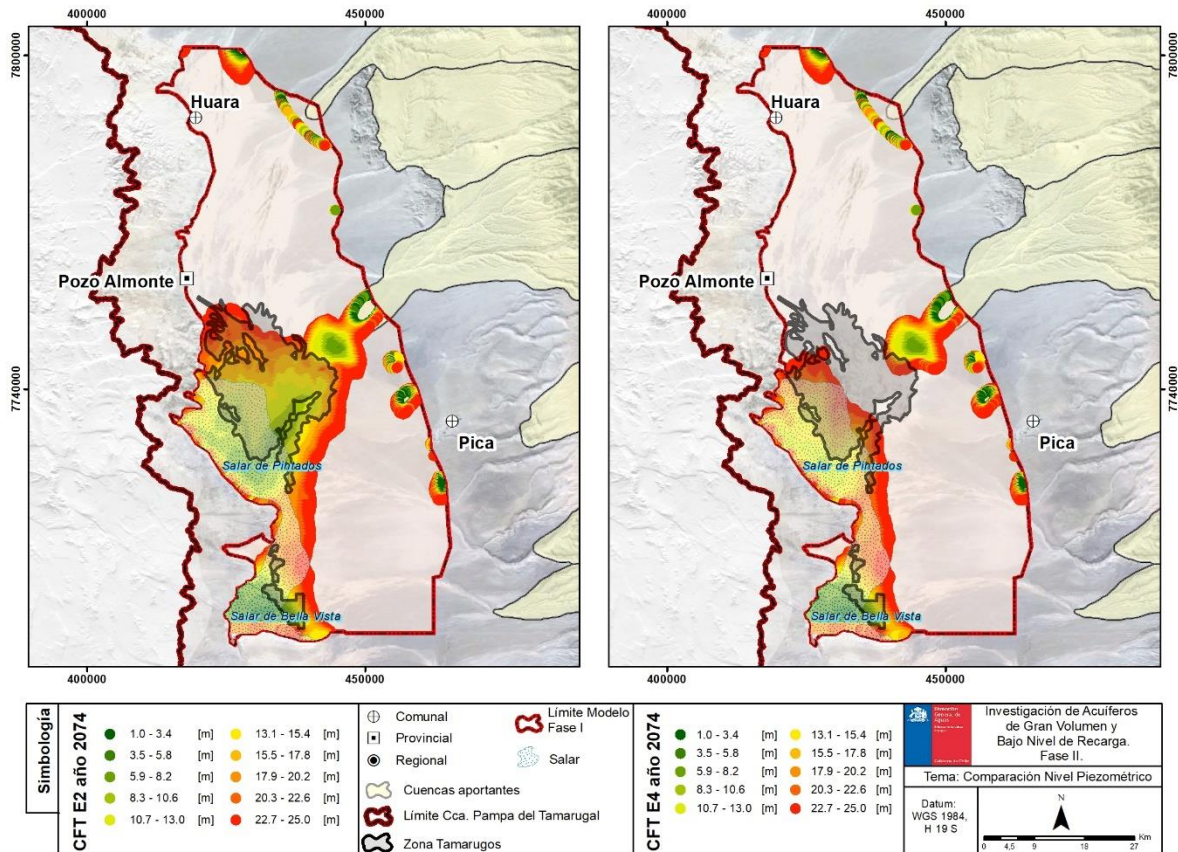 400000
450000
400000
450000
7800000
7800000
Huara
Huara
Pozo Almonte
Pozo Almonte
7740000
7740000
Pica
Pica
Salar de Pintados
Salar de Pintados
Salar de Bella Vista
Salar de Bella Vista
400000
450000
400000
450000
Simbología
CFT E2 año 2074
1.0 - 3.4 [m]
3.5 - 5.8 [m]
5.9 - 8.2 [m]
8.3 - 10.6 [m]
10.7 - 13.0 [m]
13.1 - 15.4 [m]
15.5 - 17.8 [m]
17.9 - 20.2 [m]
20.3 - 22.6 [m]
22.7 - 25.0 [m]
Comunal
Provincial
Regional
Cuencas aportantes
Límite Cca. Pampa del Tamarugal
Zona Tamarugos
Límite Modelo
Fase I
Salar
CFT E4 año 2074
1.0 - 3.4 [m]
3.5 - 5.8 [m]
5.9 - 8.2 [m]
8.3 - 10.6 [m]
10.7 - 13.0 [m]
13.1 - 15.4 [m]
15.5 - 17.8 [m]
17.9 - 20.2 [m]
20.3 - 22.6 [m]
22.7 - 25.0 [m]
Dirección
General de
Aguas
Gobierno de Chile
Investigación de Acuíferos
de Gran Volumen y
Bajo Nivel de Recarga.
Fase II.
Tema: Comparación Nivel Piezométrico
Datum:
WGS 1984,
H 19 S
N
0 4,5 9 18 27
Km